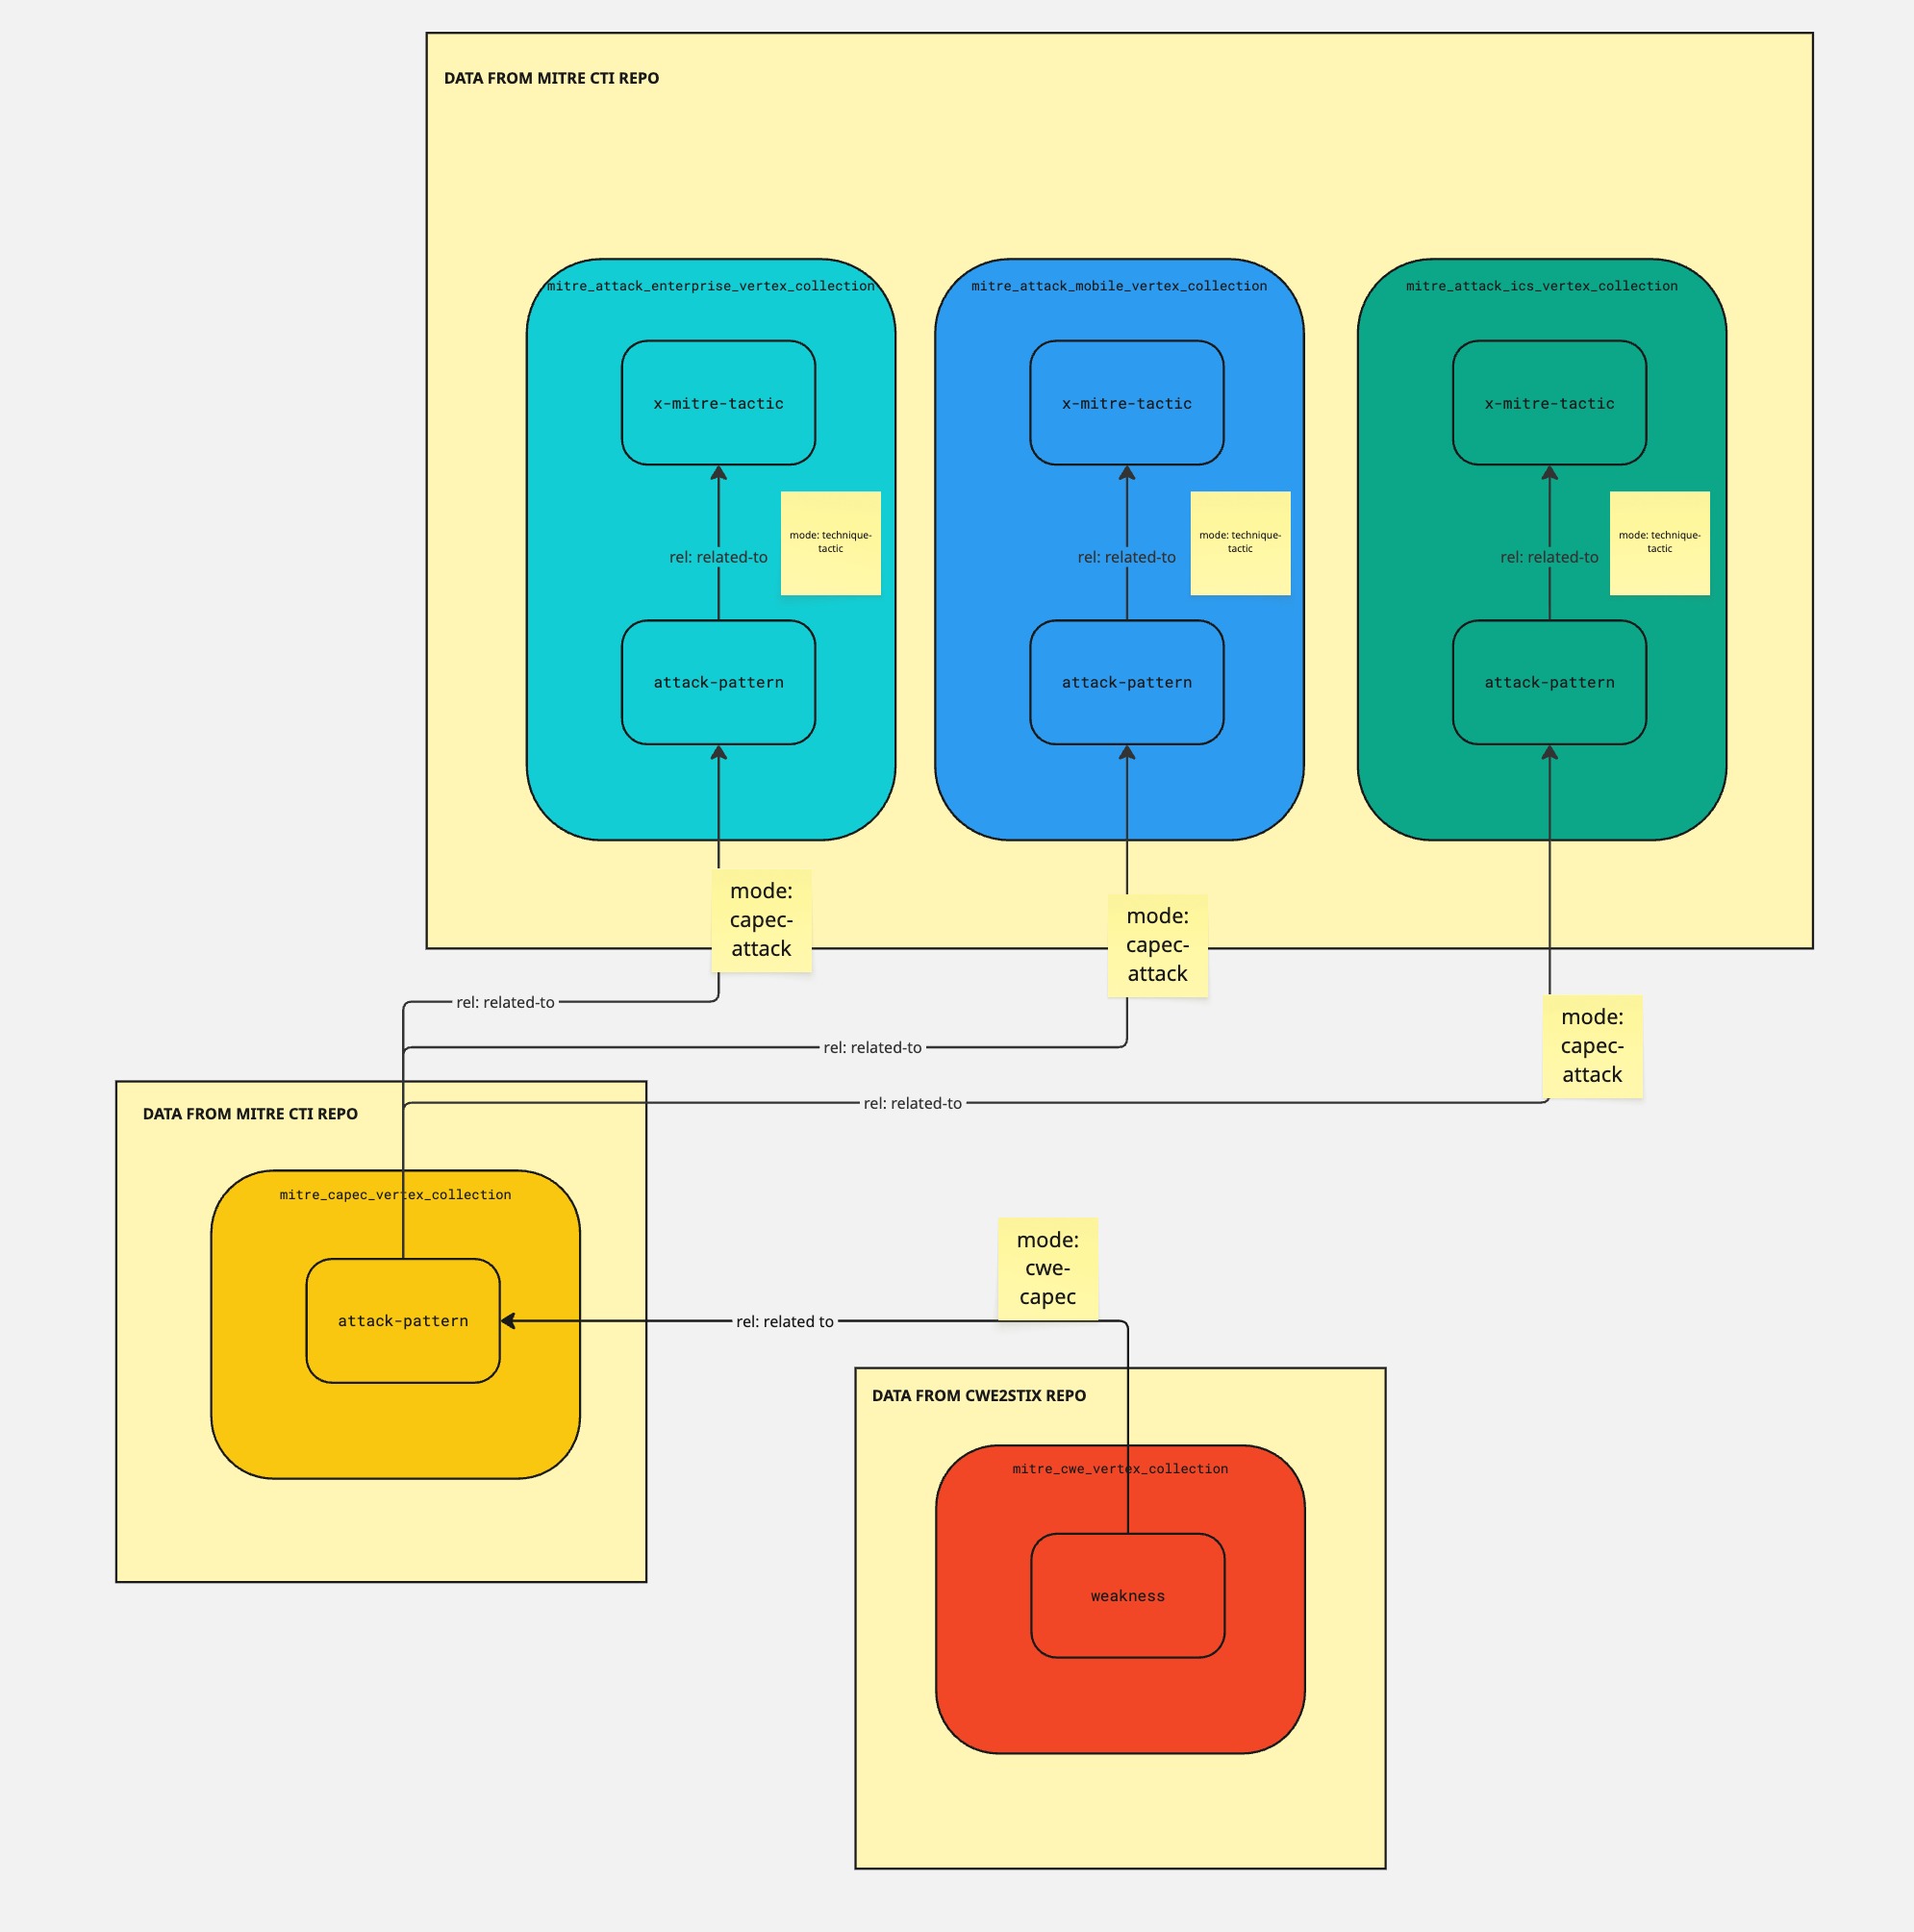 DATA FROM MITRE CTI REPO
mitre_attack_enterprise_vertex_collection
x-mitre-tactic
rel: related-to
mode: technique-
tactic
attack-pattern
mitre_attack_mobile_vertex_collection
x-mitre-tactic
rel: related-to
mode: technique-
tactic
attack-pattern
mitre_attack_ics_vertex_collection
x-mitre-tactic
rel: related-to
mode: technique-
tactic
attack-pattern
mode:
capec-
attack
mode:
capec-
attack
mode:
capec-
attack
rel: related-to
rel: related-to
rel: related-to
DATA FROM MITRE CTI REPO
mitre_capec_vertex_collection
attack-pattern
mode:
cwe-
capec
rel: related to
DATA FROM CWE2STIX REPO
mitre_cwe_vertex_collection
weakness